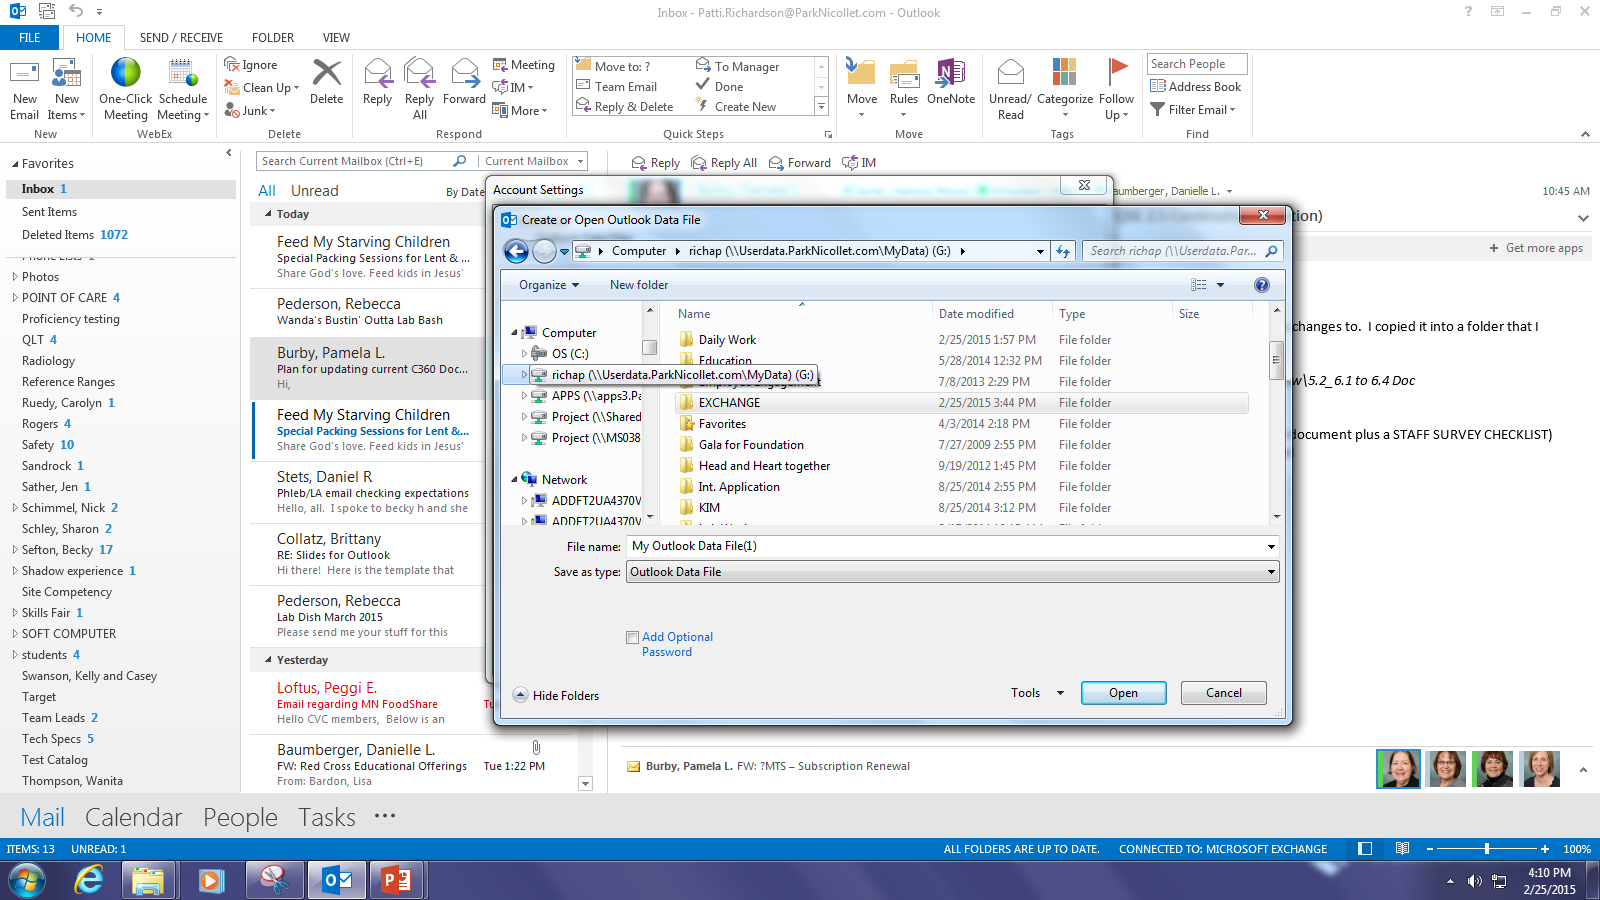 Inbox - Patti.Richardson@ParkNicollet.com - Outlook
FILE HOME SEND / RECEIVE FOLDER VIEW
New Email
New Items
New
One-Click Meeting
Schedule Meeting
WebEx
Ignore
Clean Up
Junk
Delete
Delete
Reply
Reply All
Forward
Meeting
IM
More
Respond
Move to: ?
Team Email
Reply & Delete
To Manager
Done
Create New
Quick Steps
Move
Rules
OneNote
Move
Unread/ Read
Categorize
Follow Up
Tags
Search People
Address Book
Filter Email
Find
Favorites
Inbox 1
Sent Items
Deleted Items 1072
Photos
POINT OF CARE 4
Proficiency testing
QLT 4
Radiology
Reference Ranges
Ruedy, Carolyn 1
Rogers 4
Safety 10
Sandrock 1
Sather, Jen 1
Schimmel, Nick 2
Schley, Sharon 2
Sefton, Becky 17
Shadow experience 1
Site Competency
Skills Fair 1
SOFT COMPUTER
students 4
Swanson, Kelly and Casey
Target
Team Leads 2
Tech Specs 5
Test Catalog
Thompson, Wanita
Search Current Mailbox (Ctrl+E) Current Mailbox
All Unread By Date
Today
Feed My Starving Children
Special Packing Sessions for Lent & ...
Share God's love. Feed kids in Jesus'
Pederson, Rebecca
Wanda's Bustin' Outta Lab Bash
Burby, Pamela L.
Plan for updating current C360 Doc...
Hi,
Feed My Starving Children
Special Packing Sessions for Lent &...
Share God's love. Feed kids in Jesus'
Stets, Daniel R
Phleb/LA email checking expectations
Hello, all. I spoke to becky h and she
Collatz, Brittany
RE: Slides for Outlook
Hi there! Here is the template that
Pederson, Rebecca
Lab Dish March 2015
Please send me your stuff for this
Yesterday
Loftus, Peggi E.
Email regarding MN FoodShare
Hello CVC members, Below is an
Baumberger, Danielle L.
FW: Red Cross Educational Offerings Tue 1:22 PM
From: Bardon, Lisa
Reply Reply All Forward IM
aumberger, Danielle L. 10:45 AM
tion)
Get more apps
changes to. I copied it into a folder that I
w\5.2_6.1 to 6.4 Doc
document plus a STAFF SURVEY CHECKLIST)
Account Settings
Create or Open Outlook Data File
Computer richap (\\Userdata.ParkNicollet.com\MyData) (G:) Search richap (\\Userdata.Par...
Organize New folder
Computer
OS (C:)
richap (\\Userdata.ParkNicollet.com\MyData) (G:)
APPS (\\apps3.Pa
Project (\\Shared
Project (\\MS038
Network
ADDFT2UA4370V
ADDFT2UA4370V
Name Date modified Type Size
Daily Work 2/25/2015 1:57 PM File folder
Education 5/28/2014 12:32 PM File folder
7/8/2013 2:29 PM File folder
EXCHANGE 2/25/2015 3:44 PM File folder
Favorites 4/3/2014 2:18 PM File folder
Gala for Foundation 7/27/2009 2:55 PM File folder
Head and Heart together 9/19/2012 1:45 PM File folder
Int. Application 8/25/2014 2:55 PM File folder
KIM 8/25/2014 3:12 PM File folder
File name: My Outlook Data File(1)
Save as type: Outlook Data File
Add Optional
Password
Hide Folders Tools Open Cancel
Burby, Pamela L. FW: ?MTS – Subscription Renewal
Mail Calendar People Tasks ···
ITEMS: 13 UNREAD: 1 ALL FOLDERS ARE UP TO DATE. CONNECTED TO: MICROSOFT EXCHANGE 100%
4:10 PM
2/25/2015